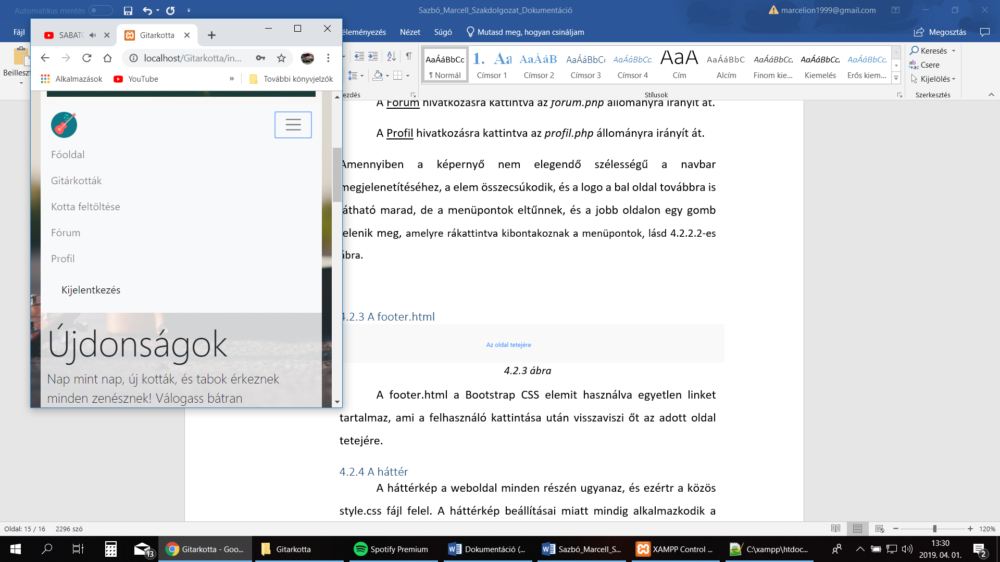 Automatikus mentés
Sazbó_Marcell_Szakdolgozat_Dokumentáció
marcelion1999@gmail.com
Fájl
éleményezés
Nézet
Súgó
Mutasd meg, hogyan csináljam
Megosztás
SABATO
Gitarkotta
localhost/Gitarkotta/in...
Alkalmazások
YouTube
»
További könyvjelzők
Beilleszt
AaÁáBbCc
1. Aa
AaÁáB
AaÁáBbCc
AaÁáBbCc.
AaA
AaÁáBbC
AaÁáBbCc.
AaÁáBbCc.
AaÁáBbCc.
¶ Normál
Címsor 1
Címsor 2
Címsor 3
Címsor 4
Cím
Alcím
Finom kie...
Kiemelés
Erős kiem...
Keresés
Csere
Kijelölés
zdés
Stílusok
Szerkesztés
Főoldal
Gitárkották
Kotta feltöltése
Fórum
Profil
Kijelentkezés
Újdonságok
Nap mint nap, új kották, és tabok érkeznek
minden zenésznek! Válogass bátran
A Fórum hivatkozásra kattintva az forum.php állományra irányít át.
A Profil hivatkozásra kattintva az profil.php állományra irányít át.
Amennyiben a képernyő nem elegendő szélességű a navbar
megjelenetítéséhez, a elem összecsúkodik, és a logo a bal oldal továbbra is
látható marad, de a menüpontok eltűnnek, és a jobb oldalon egy gomb
jelenik meg, amelyre rákattintva kibontakoznak a menüpontok, lásd 4.2.2.2-es
ábra.
4.2.3 A footer.html
Az oldal tetejére
4.2.3 ábra
A footer.html a Bootstrap CSS elemit használva egyetlen linket
tartalmaz, ami a felhasználó kattintása után visszaviszi őt az adott oldal
tetejére.
4.2.4 A háttér
A háttérkép a weboldal minden részén ugyanaz, és ezértr a közös
style.css fájl felel. A háttérkép beállításai miatt mindig alkalmazkodik a
Oldal: 15 / 16
2296 szó
120%
13
Gitarkotta - Goo...
Gitarkotta
Spotify Premium
Dokumentáció (...
Sazbó_Marcell_S...
XAMPP Control ...
C:\xampp\htdoc...
13:30
2019. 04. 01.
2